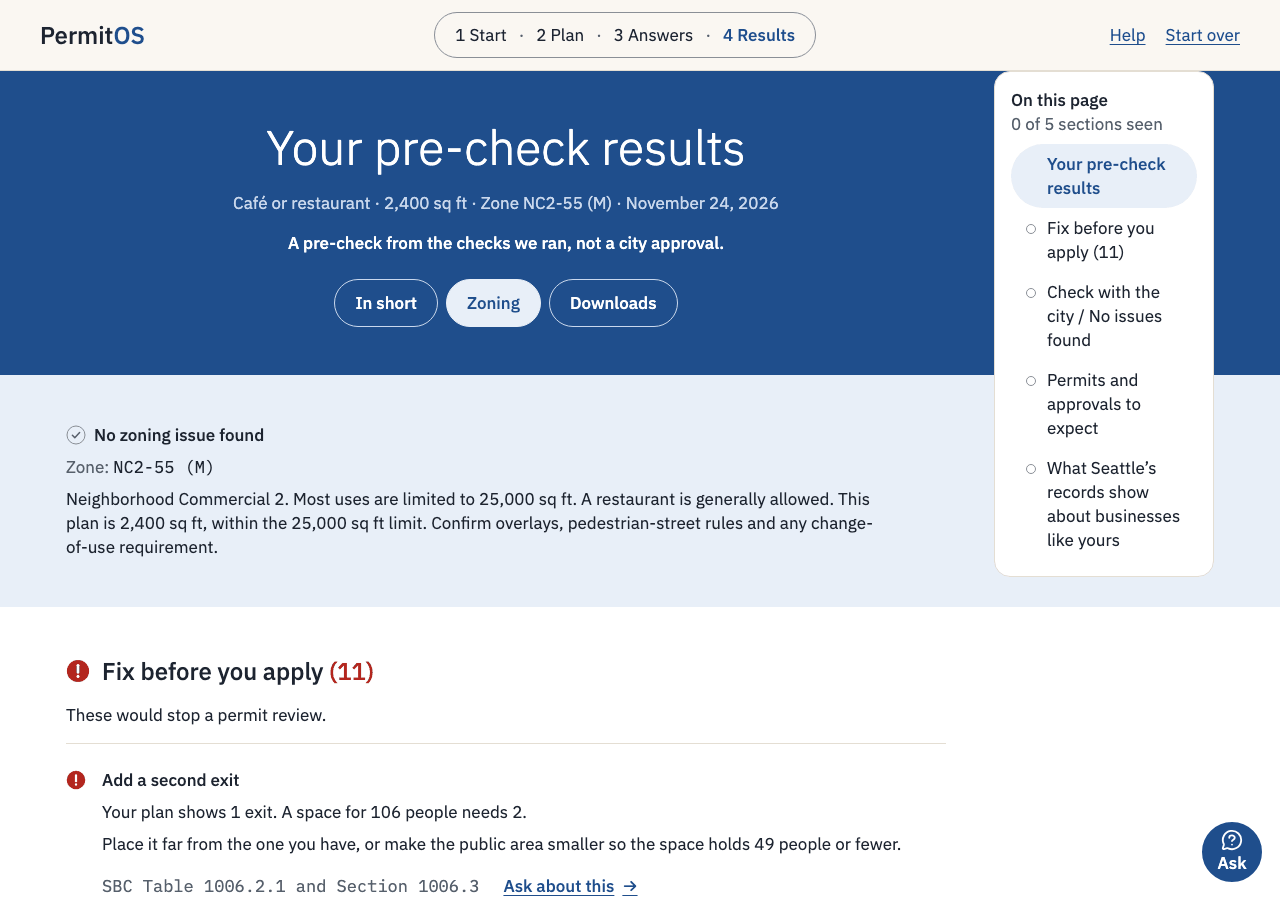 PermitOS
1 Start · 2 Plan · 3 Answers · 4 Results
Help
Start over
Your pre-check results
Café or restaurant · 2,400 sq ft · Zone NC2-55 (M) · November 24, 2026
A pre-check from the checks we ran, not a city approval.
In short
Zoning
Downloads
On this page
0 of 5 sections seen
Your pre-check
results
Fix before you
apply (11)
Check with the
city / No issues
found
Permits and
approvals to
expect
What Seattle’s
records show
about businesses
like yours
No zoning issue found
Zone: NC2-55 (M)
Neighborhood Commercial 2. Most uses are limited to 25,000 sq ft. A restaurant is generally allowed. This
plan is 2,400 sq ft, within the 25,000 sq ft limit. Confirm overlays, pedestrian-street rules and any change-
of-use requirement.
Fix before you apply (11)
These would stop a permit review.
Add a second exit
Your plan shows 1 exit. A space for 106 people needs 2.
Place it far from the one you have, or make the public area smaller so the space holds 49 people or fewer.
SBC Table 1006.2.1 and Section 1006.3
Ask about this →
Ask